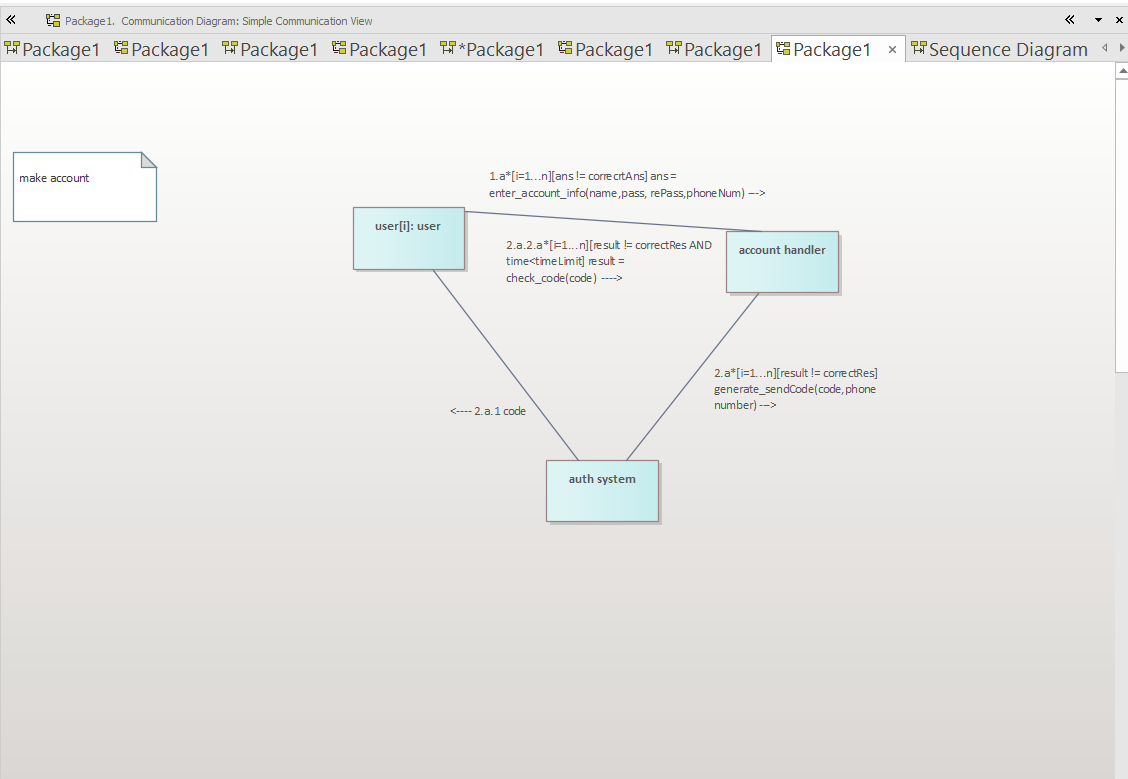 Package1. Communication Diagram: Simple Communication View
Package1 Package1 Package1 Package1 *Package1 Package1 Package1 Package1 Sequence Diagram
make account
1.a*[i=1...n][ans != correcrtAns] ans =
enter_account_info(name,pass, rePass,phoneNum) --->
user[i]: user
2.a.2.a*[i=1...n][result != correctRes AND
time<timeLimit] result =
check_code(code) ---->
account handler
2.a*[i=1...n][result != correctRes]
generate_sendCode(code,phone
number) --->
<---- 2.a.1 code
auth system